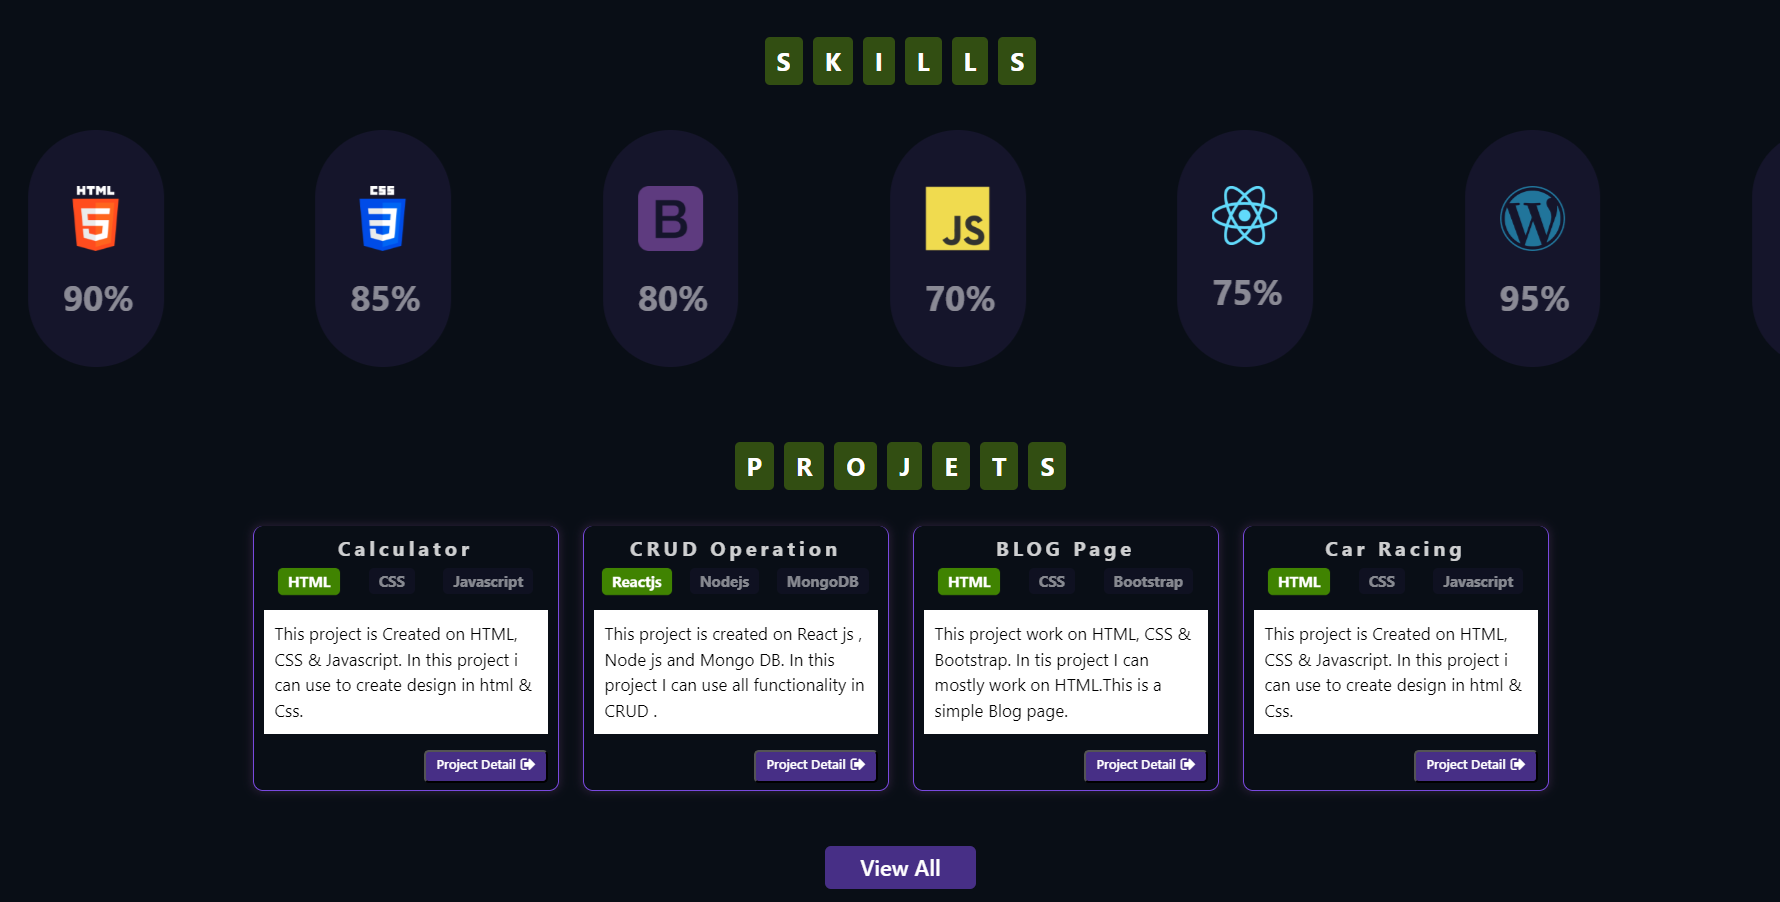 SKILLS
HTML CSS
B JS
90% 85% 80% 70% 75% 95%
PROJETS
Calculator
HTML CSS Javascript
This project is Created on HTML,
CSS & Javascript. In this project i
can use to create design in html &
Css.
Project Detail
CRUD Operation
Reactjs Nodejs MongoDB
This project is created on React js ,
Node js and Mongo DB. In this
project I can use all functionality in
CRUD .
Project Detail
BLOG Page
HTML CSS Bootstrap
This project work on HTML, CSS &
Bootstrap. In tis project I can
mostly work on HTML.This is a
simple Blog page.
Project Detail
Car Racing
HTML CSS Javascript
This project is Created on HTML,
CSS & Javascript. In this project i
can use to create design in html &
Css.
Project Detail
View All